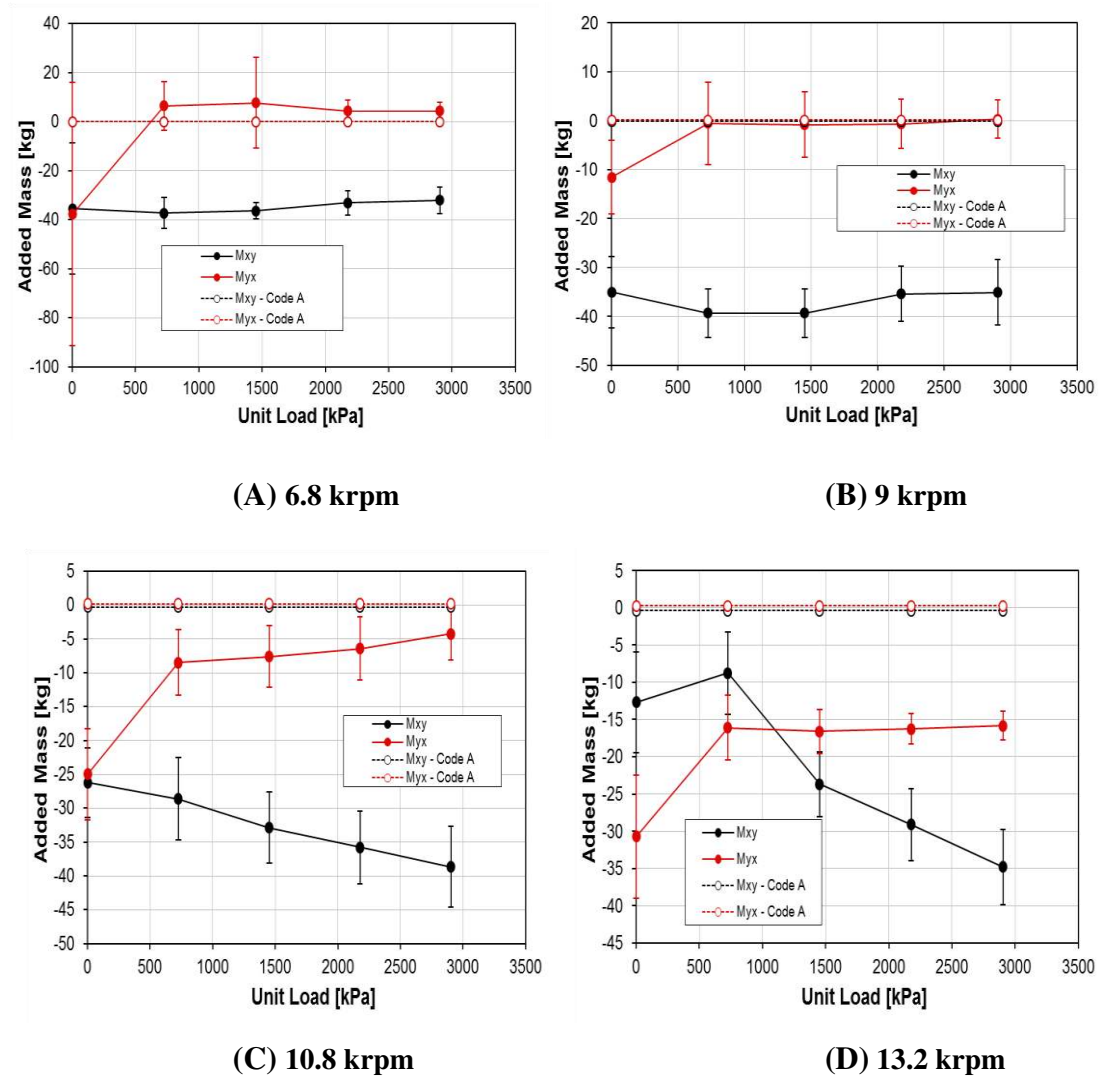 40
20
0
-20
-40
-60
-80
-100
0 500 1000 1500 2000 2500 3000 3500
Added Mass [kg]
Unit Load [kPa]
Mxy
Myx
Mxy - Code A
Myx - Code A
(A) 6.8 krpm
20
10
0
-10
-20
-30
-40
-50
0 500 1000 1500 2000 2500 3000 3500
Added Mass [kg]
Unit Load [kPa]
Mxy
Myx
Mxy - Code A
Myx - Code A
(B) 9 krpm
5
0
-5
-10
-15
-20
-25
-30
-35
-40
-45
-50
0 500 1000 1500 2000 2500 3000 3500
Added Mass [kg]
Unit Load [kPa]
Mxy
Myx
Mxy - Code A
Myx - Code A
(C) 10.8 krpm
5
0
-5
-10
-15
-20
-25
-30
-35
-40
-45
0 500 1000 1500 2000 2500 3000 3500
Added Mass [kg]
Unit Load [kPa]
Mxy
Myx
Mxy - Code A
Myx - Code A
(D) 13.2 krpm